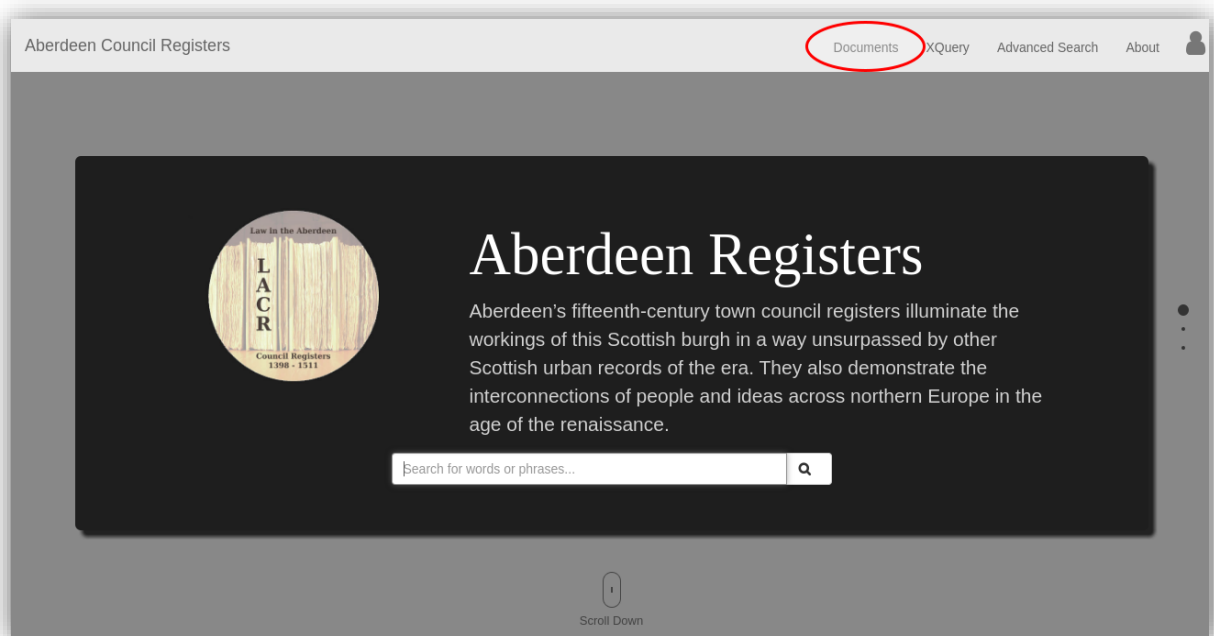 Aberdeen Council Registers
Documents XQuery Advanced Search About
Law in the Aberdeen
L
A
C
R
Council Registers
1398 - 1511
Aberdeen Registers
Aberdeen’s fifteenth-century town council registers illuminate the
workings of this Scottish burgh in a way unsurpassed by other
Scottish urban records of the era. They also demonstrate the
interconnections of people and ideas across northern Europe in the
age of the renaissance.
Search for words or phrases...
Scroll Down